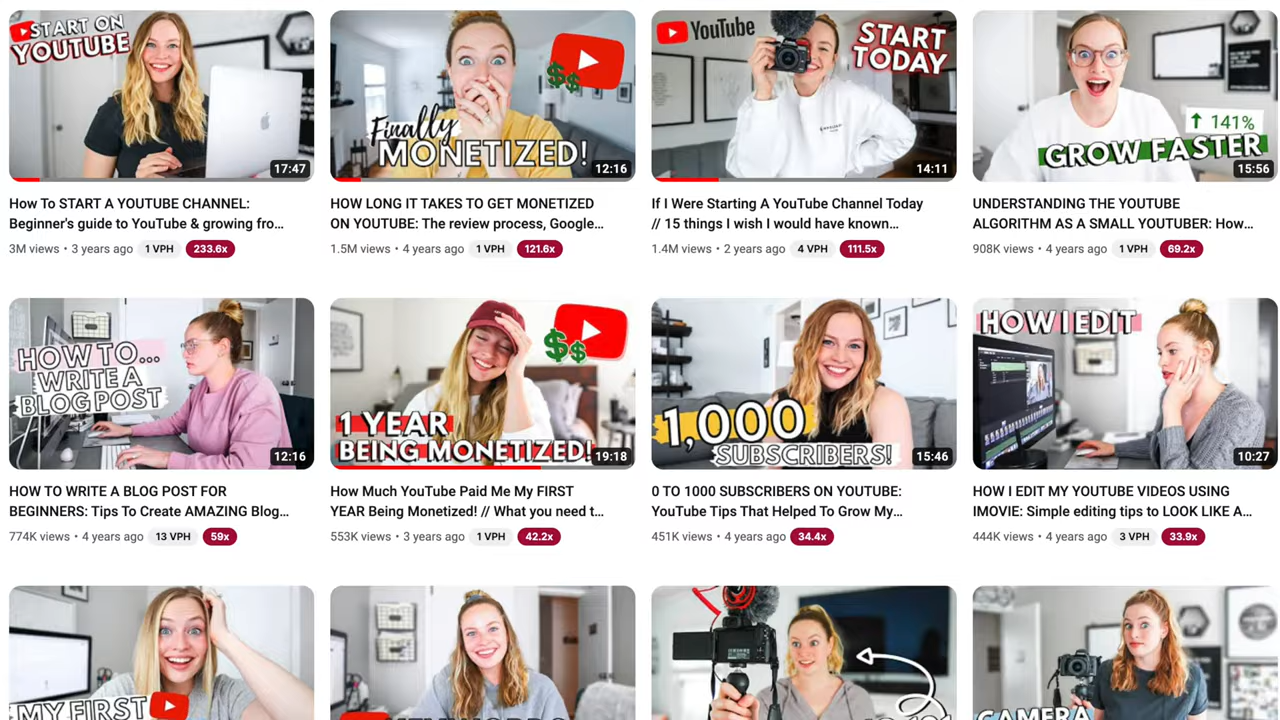 START ON
YOUTUBE
17:47
How To START A YOUTUBE CHANNEL:
Beginner's guide to YouTube & growing fro...
3M views • 3 years ago 1 VPH 233.6x
$$
Finally
MONETIZED!
12:16
HOW LONG IT TAKES TO GET MONETIZED
ON YOUTUBE: The review process, Google...
1.5M views • 4 years ago 1 VPH 121.6x
YouTube
START
TODAY
14:11
If I Were Starting A YouTube Channel Today
// 15 things I wish I would have known...
1.4M views • 2 years ago 4 VPH 111.5x
↑ 141%
GROW FASTER
15:56
UNDERSTANDING THE YOUTUBE
ALGORITHM AS A SMALL YOUTUBER: How...
908K views • 4 years ago 1 VPH 69.2x
HOW TO...
WRITE A
BLOG POST
12:16
HOW TO WRITE A BLOG POST FOR
BEGINNERS: Tips To Create AMAZING Blog...
774K views • 4 years ago 13 VPH 59x
$$
1 YEAR
BEING MONETIZED!
19:18
How Much YouTube Paid Me My FIRST
YEAR Being Monetized! // What you need t...
553K views • 3 years ago 1 VPH 42.2x
1,000
SUBSCRIBERS!
15:46
0 TO 1000 SUBSCRIBERS ON YOUTUBE:
YouTube Tips That Helped To Grow My...
451K views • 4 years ago 34.4x
HOW I EDIT
10:27
HOW I EDIT MY YOUTUBE VIDEOS USING
IMOVIE: Simple editing tips to LOOK LIKE A...
444K views • 4 years ago 3 VPH 33.9x
MY FIRST
KEYWORDS
CAMERA